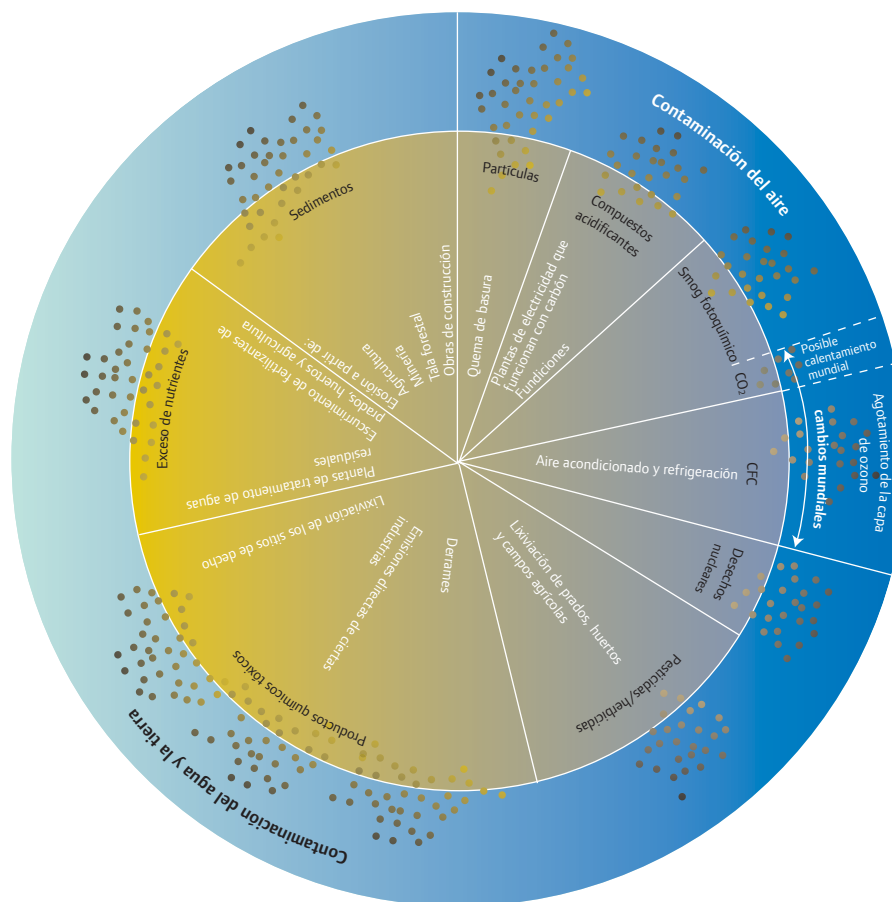 Contaminación del aire
Partículas
Quema de basura
Compuestos
acidificantes
Plantas de electricidad que
funcionan con carbón
Fundiciones
Smog fotoquímico
CO₂
Posible
calentamiento
mundial
cambios mundiales
Agotamiento de la capa
de ozono
CFC
Aire acondicionado y refrigeración
Desechos
nucleares
Pesticidas/herbicidas
Lixiviación de prados, huertos
y campos agrícolas
Contaminación del agua y la tierra
Productos químicos tóxicos
Derrames
Emisiones directas de ciertas
industrias
Lixiviación de los sitios de decho
Exceso de nutrientes
Plantas de tratamiento de aguas
residuales
Escurrimiento de fertilizantes de
prados, huertos y agricultura
Sedimentos
Erosión a partir de:
Agricultura
Minería
Tala forestal
Obras de construcción